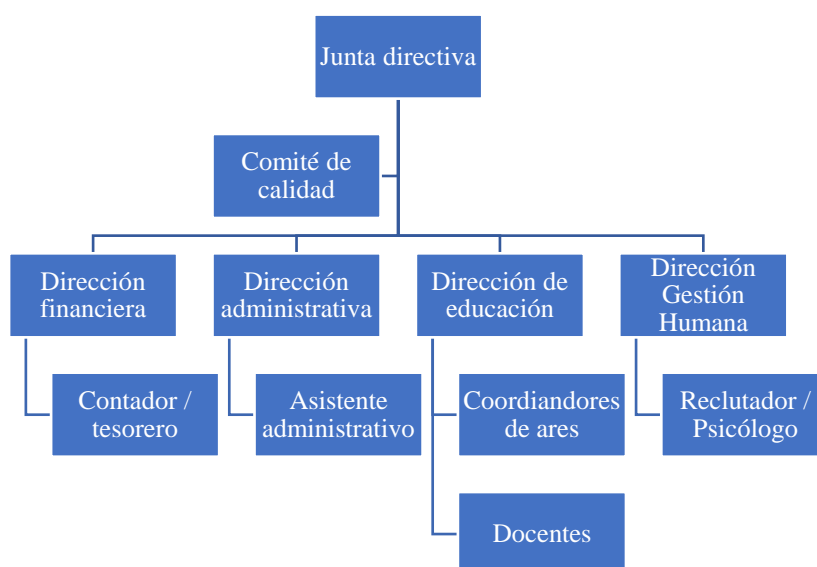 Junta directiva
Comité de
calidad
Dirección
financiera
Dirección
administrativa
Dirección de
educación
Dirección
Gestión
Humana
Contador /
tesorero
Asistente
administrativo
Coordiandores
de ares
Reclutador /
Psicólogo
Docentes